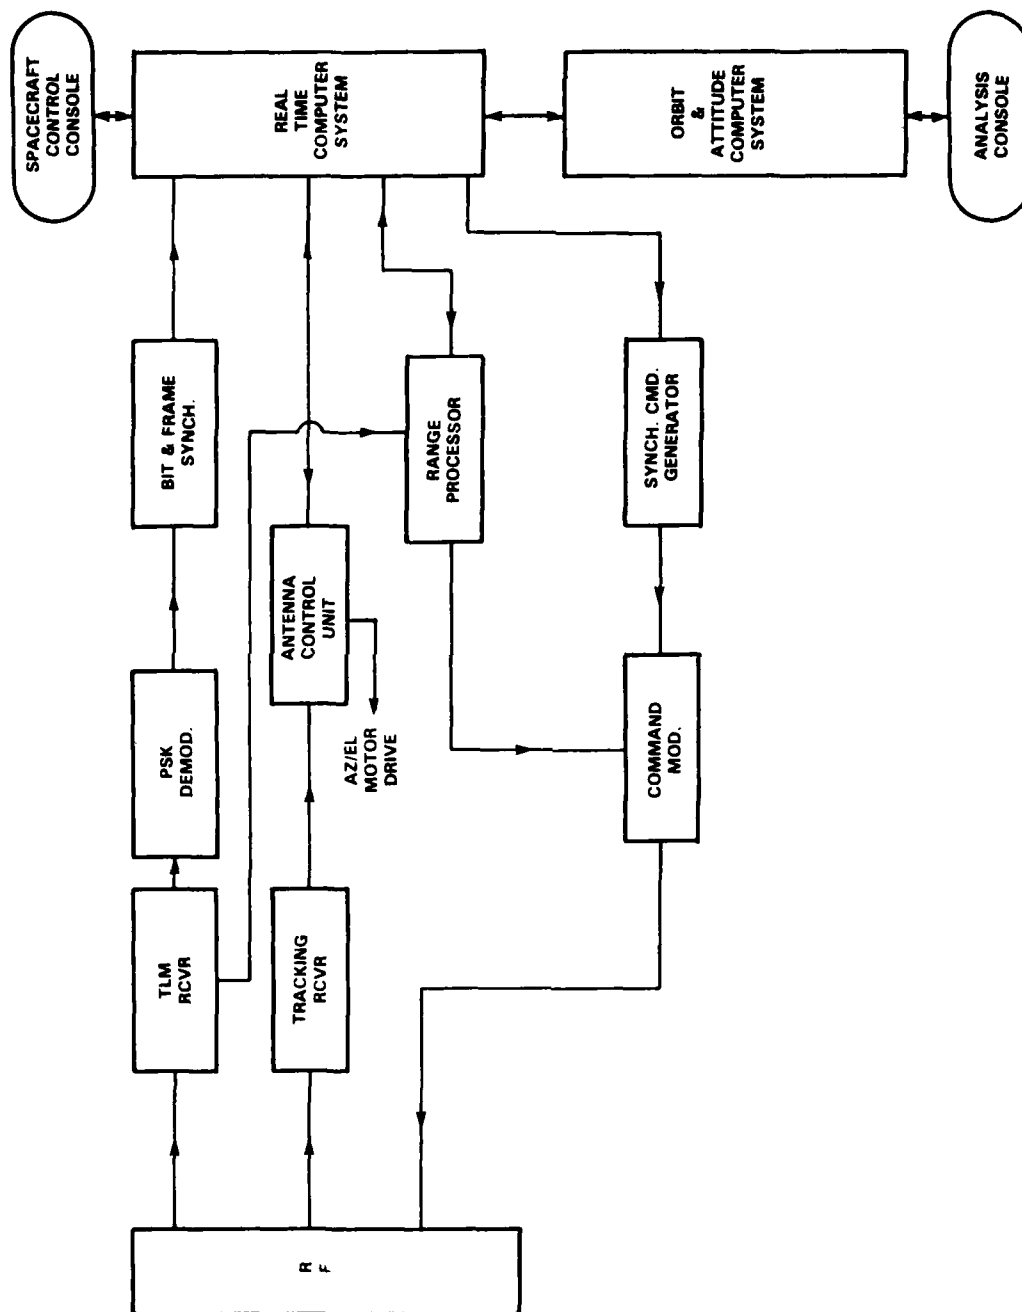 SPACECRAFT
CONTROL
CONSOLE
REAL
TIME
COMPUTER
SYSTEM
ORBIT
&
ATTITUDE
COMPUTER
SYSTEM
ANALYSIS
CONSOLE
BIT & FRAME
SYNCH.
RANGE
PROCESSOR
SYNCH. CMD.
GENERATOR
PSK
DEMOD.
ANTENNA
CONTROL
UNIT
AZ/EL
MOTOR
DRIVE
COMMAND
MOD.
TLM
RCVR
TRACKING
RCVR
R
F